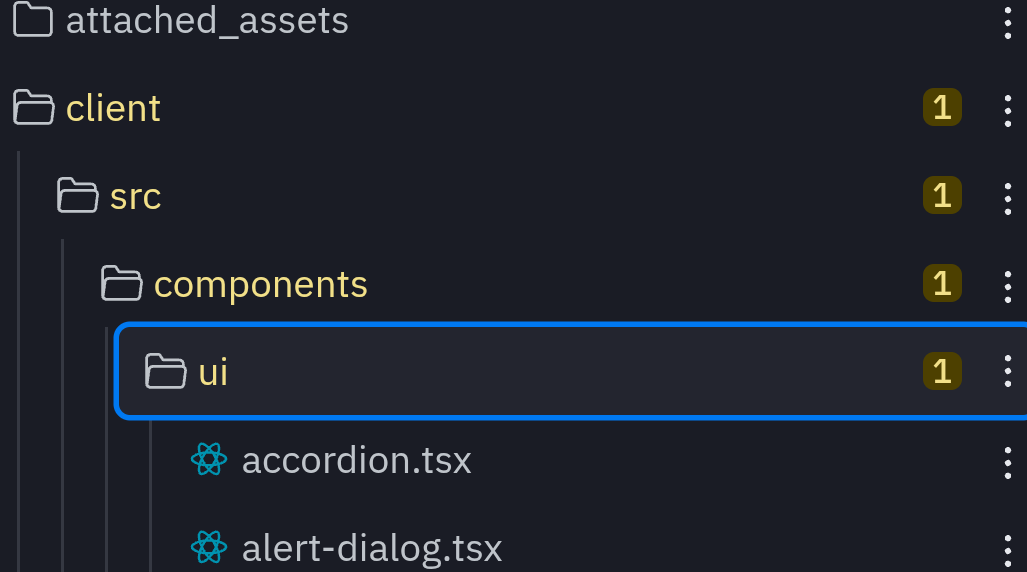 attached_assets
client 1
src 1
components 1
ui 1
accordion.tsx
alert-dialog.tsx